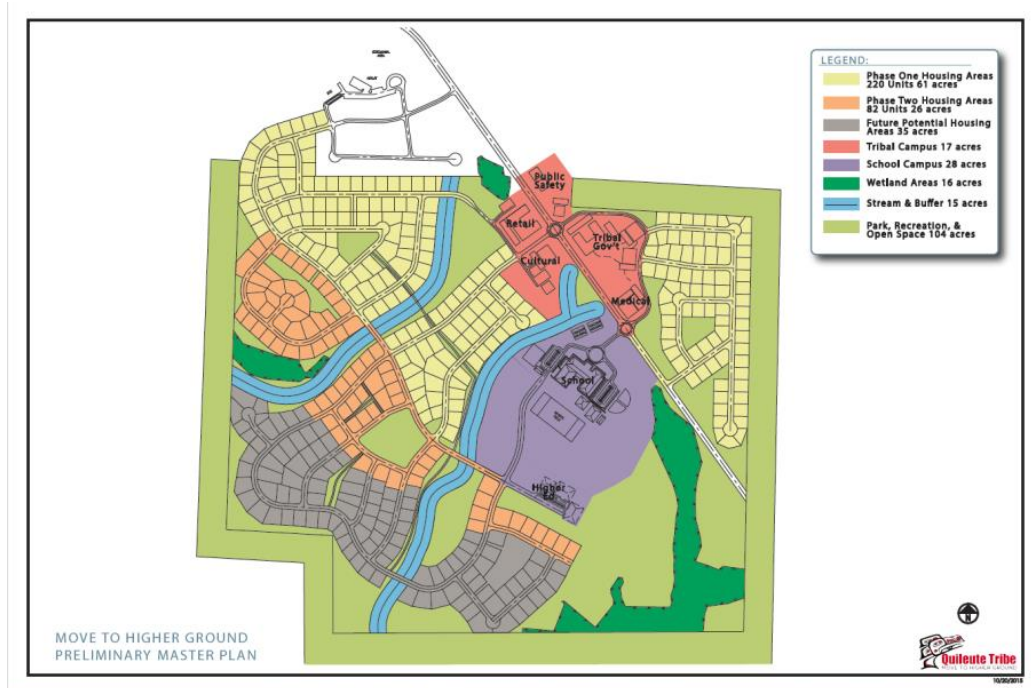 LEGEND:
Phase One Housing Areas
220 Units 61 acres
Phase Two Housing Areas
82 Units 26 acres
Future Potential Housing
Areas 35 acres
Tribal Campus 17 acres
School Campus 28 acres
Wetland Areas 16 acres
Stream & Buffer 15 acres
Park, Recreation, &
Open Space 104 acres
Public
Safety
Retail
Tribal
Gov't
Cultural
Medical
School
Higher
Ed
MOVE TO HIGHER GROUND
PRELIMINARY MASTER PLAN
N
Quileute Tribe
MOVE TO HIGHER GROUND